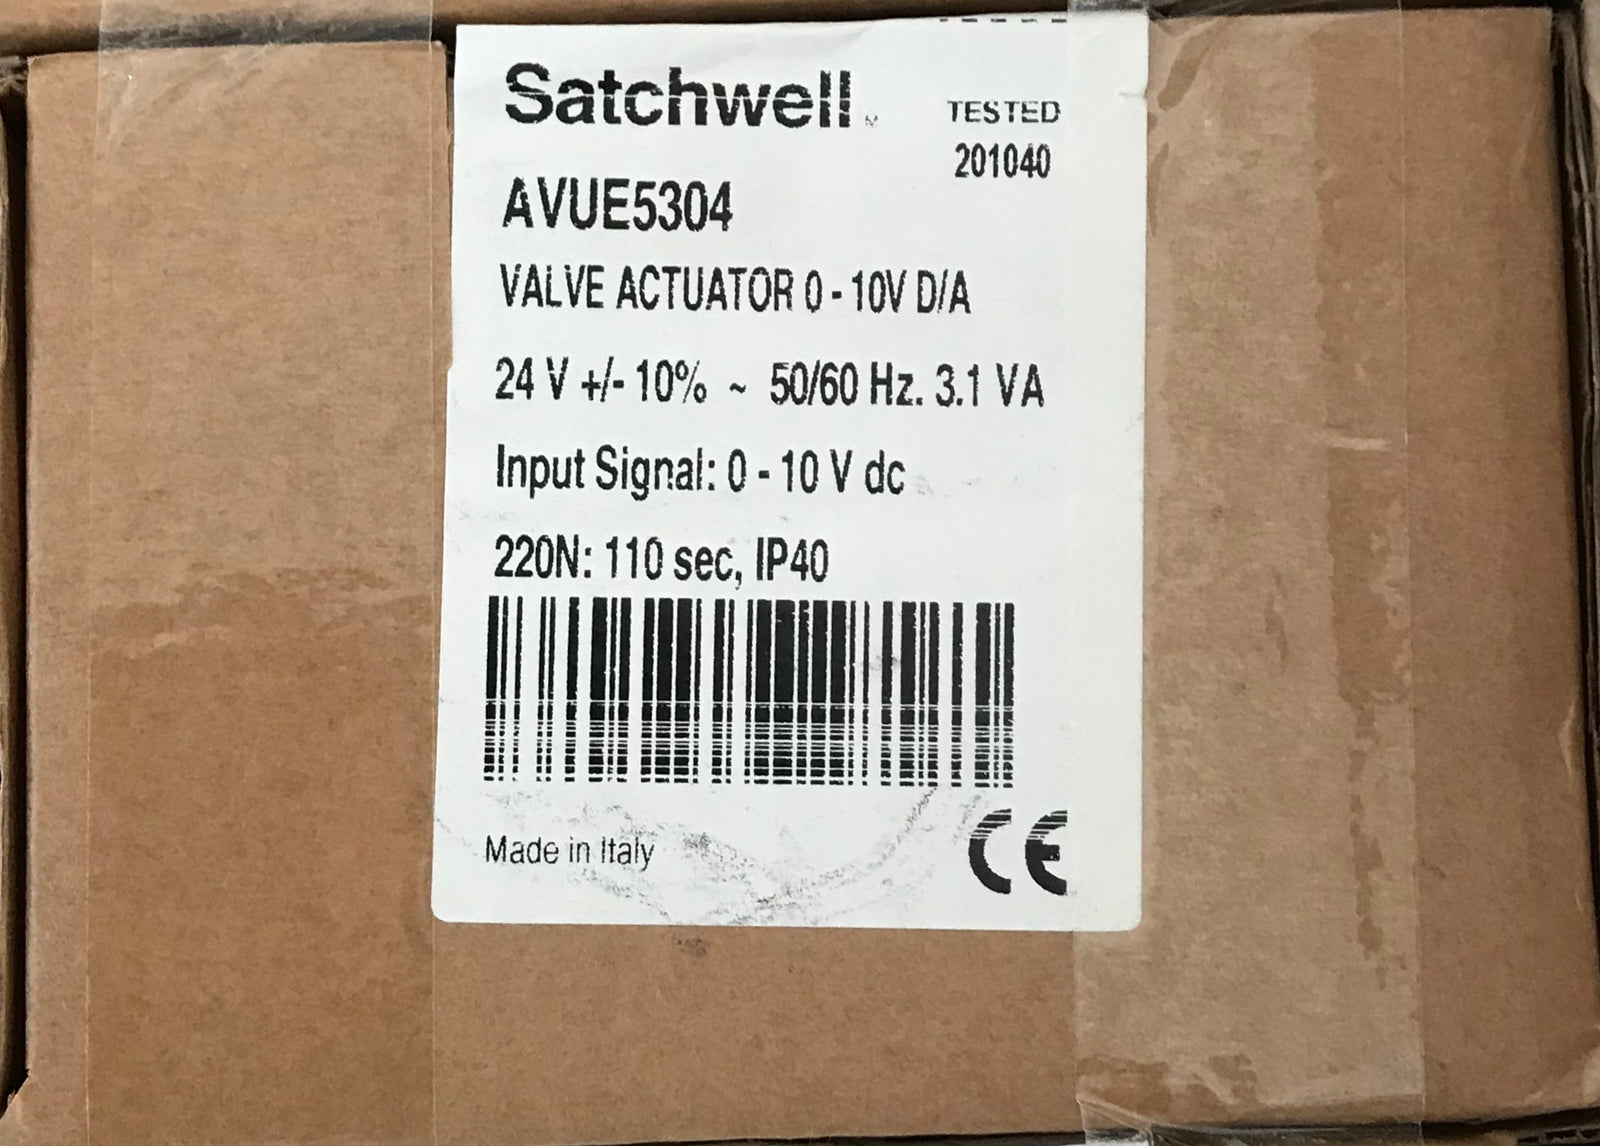 Satchwell
TESTED
201040
AVUE5304
VALVE ACTUATOR 0 - 10V D/A
24 V +/- 10% ~ 50/60 Hz. 3.1 VA
Input Signal: 0 - 10 V dc
220N: 110 sec, IP40
Made in Italy
CE